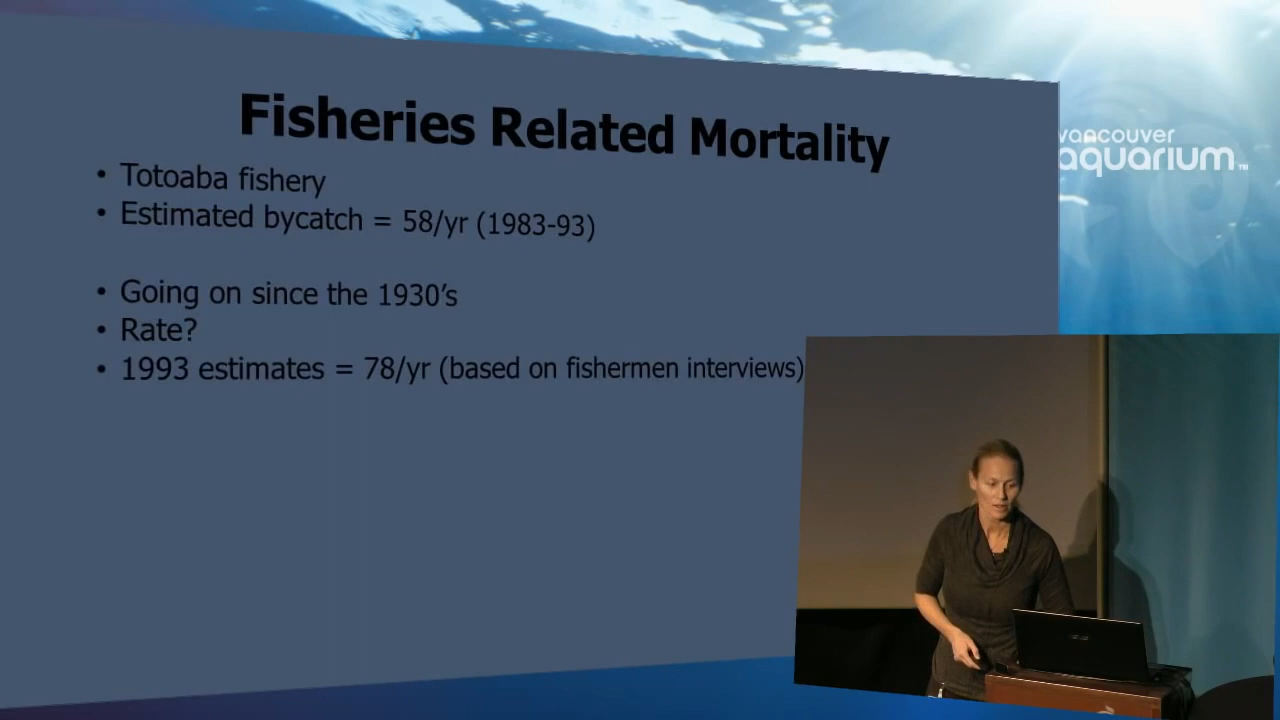 Fisheries Related Mortality
• Totoaba fishery
• Estimated bycatch = 58/yr (1983-93)
• Going on since the 1930’s
• Rate?
• 1993 estimates = 78/yr (based on fishermen interviews)
vancouver
aquarium™